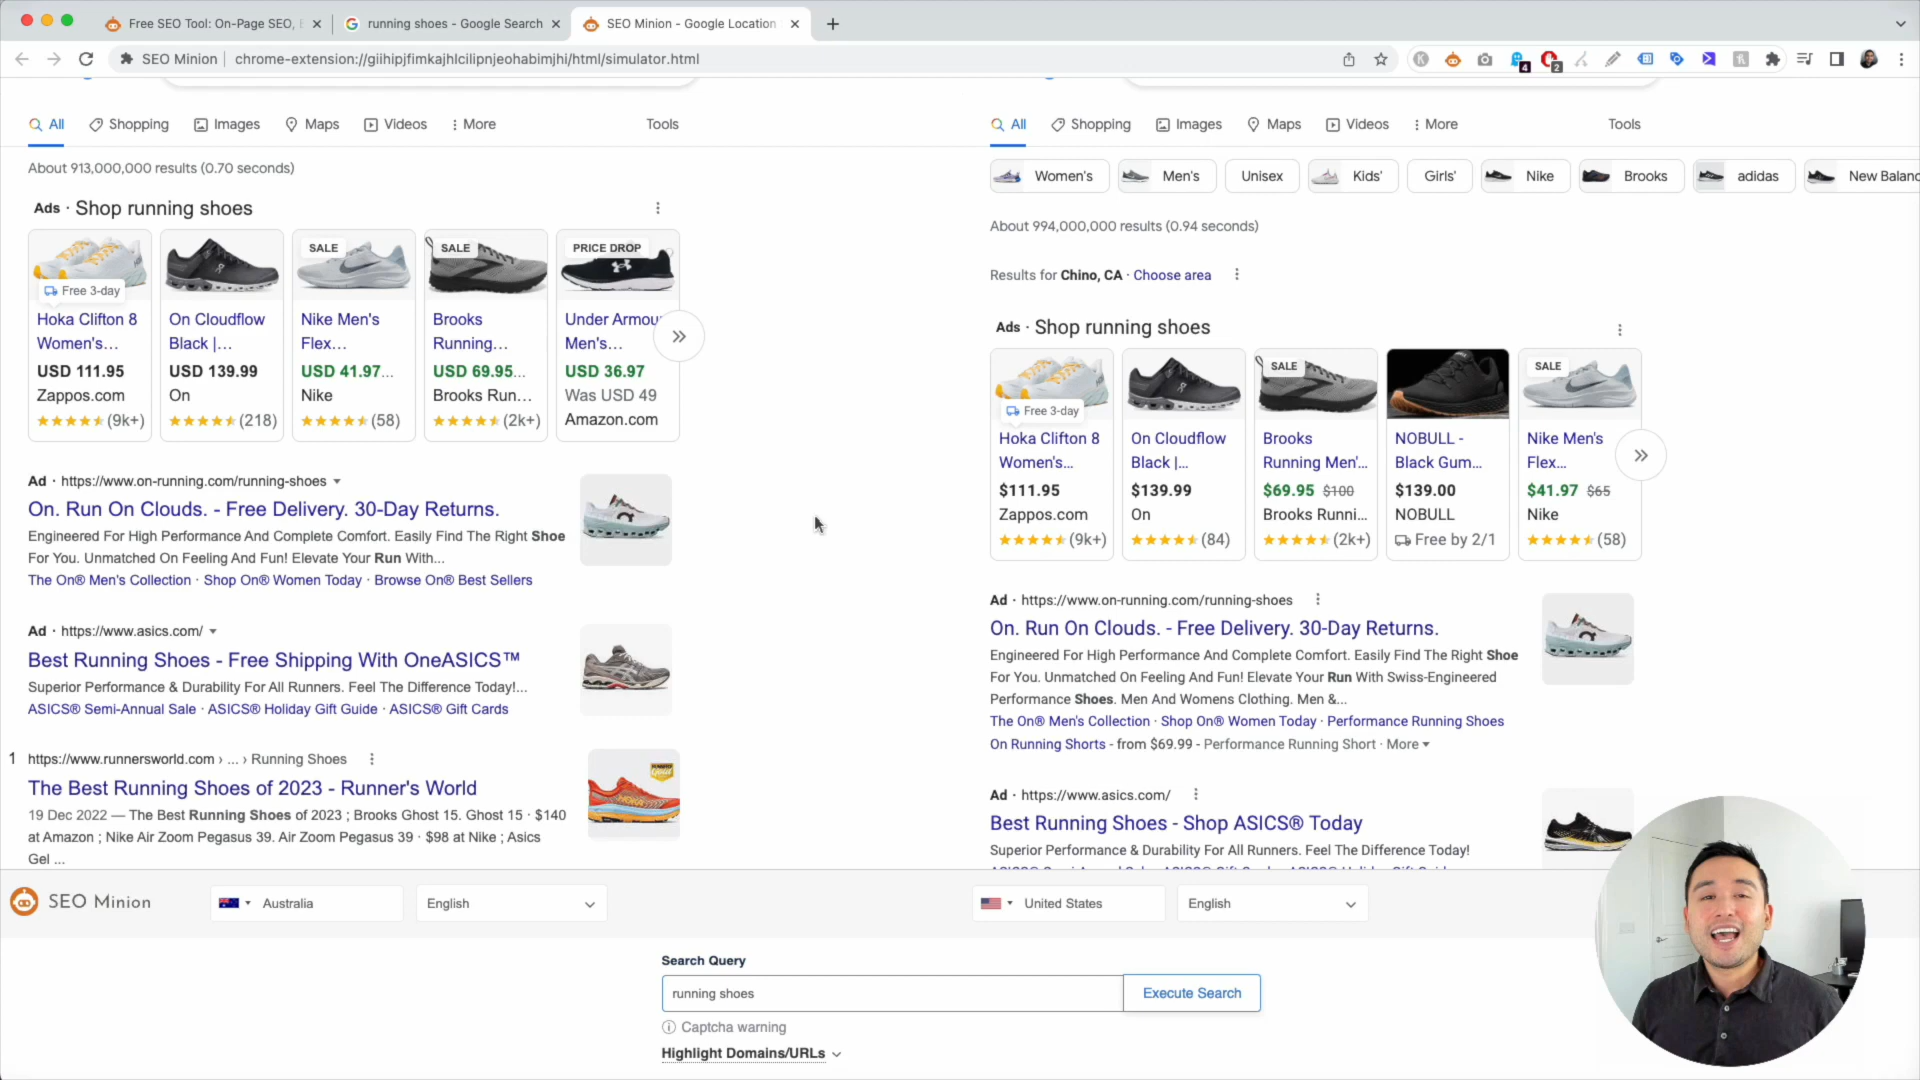 Free SEO Tool: On-Page SEO,
running shoes - Google Search
SEO Minion - Google Location
SEO Minion
chrome-extension://giihipjfimkajhlcilipnjeohabimjhi/html/simulator.html
4
2
All
Shopping
Images
Maps
Videos
More
Tools
About 913,000,000 results (0.70 seconds)
Ads · Shop running shoes
SALE
SALE
PRICE DROP
Free 3-day
Hoka Clifton 8
Women's...
USD 111.95
Zappos.com
(9k+)
On Cloudflow
Black |...
USD 139.99
On
(218)
Nike Men's
Flex...
USD 41.97...
Nike
(58)
Brooks
Running...
USD 69.95...
Brooks Run...
(2k+)
Under Armou
Men's...
USD 36.97
Was USD 49
Amazon.com
Ad · https://www.on-running.com/running-shoes
On. Run On Clouds. - Free Delivery. 30-Day Returns.
Engineered For High Performance And Complete Comfort. Easily Find The Right Shoe
For You. Unmatched On Feeling And Fun! Elevate Your Run With...
The On® Men's Collection · Shop On® Women Today · Browse On® Best Sellers
Ad · https://www.asics.com/
Best Running Shoes - Free Shipping With OneASICS™
Superior Performance & Durability For All Runners. Feel The Difference Today!...
ASICS® Semi-Annual Sale · ASICS® Holiday Gift Guide · ASICS® Gift Cards
1 https://www.runnersworld.com › ... › Running Shoes
The Best Running Shoes of 2023 - Runner's World
19 Dec 2022 — The Best Running Shoes of 2023 ; Brooks Ghost 15. Ghost 15 · $140
at Amazon ; Nike Air Zoom Pegasus 39. Air Zoom Pegasus 39 · $98 at Nike ; Asics
Gel ...
All
Shopping
Images
Maps
Videos
More
Tools
Women's
Men's
Unisex
Kids'
Girls'
Nike
Brooks
adidas
New Balanc
About 994,000,000 results (0.94 seconds)
Results for Chino, CA · Choose area
Ads · Shop running shoes
SALE
SALE
Free 3-day
Hoka Clifton 8
Women's...
$111.95
Zappos.com
(9k+)
On Cloudflow
Black |...
$139.99
On
(84)
Brooks
Running Men'...
$69.95 $100
Brooks Runni...
(2k+)
NOBULL -
Black Gum...
$139.00
NOBULL
Free by 2/1
Nike Men's
Flex...
$41.97 $65
Nike
(58)
Ad · https://www.on-running.com/running-shoes
On. Run On Clouds. - Free Delivery. 30-Day Returns.
Engineered For High Performance And Complete Comfort. Easily Find The Right Shoe
For You. Unmatched On Feeling And Fun! Elevate Your Run With Swiss-Engineered
Performance Shoes. Men And Womens Clothing. Men &...
The On® Men's Collection · Shop On® Women Today · Performance Running Shoes
On Running Shorts - from $69.99 - Performance Running Short · More
Ad · https://www.asics.com/
Best Running Shoes - Shop ASICS® Today
Superior Performance & Durability For All Runners. Feel The Difference Today!
SEO Minion
Australia
English
United States
English
Search Query
running shoes
Execute Search
Captcha warning
Highlight Domains/URLs